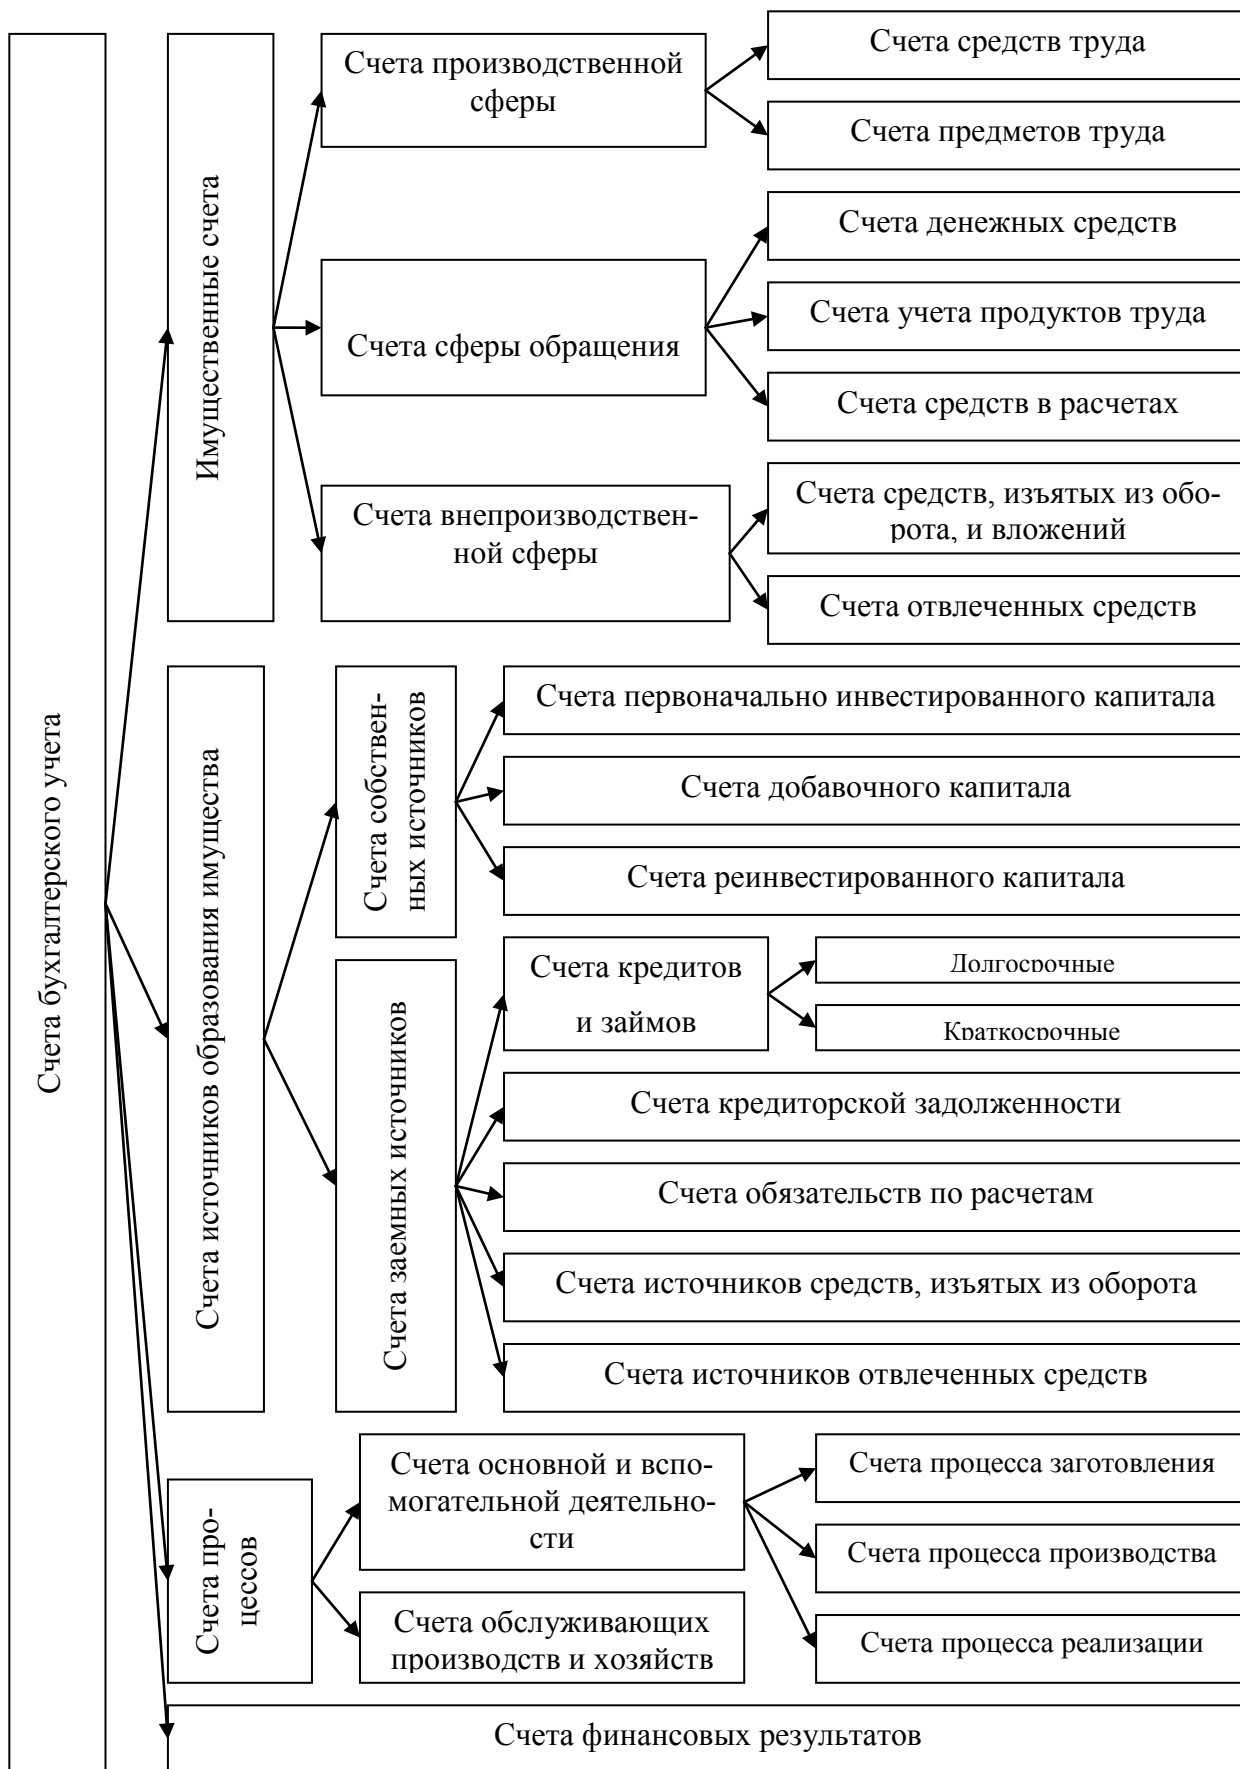 Счета бухгалтерского учета
Имущественные счета
Счета производственной
сферы
Счета средств труда
Счета предметов труда
Счета сферы обращения
Счета денежных средств
Счета учета продуктов труда
Счета средств в расчетах
Счета внепроизводствен-
ной сферы
Счета средств, изъятых из обо-
рота, и вложений
Счета отвлеченных средств
Счета источников образования имущества
Счета собствен-
ных источников
Счета первоначально инвестированного капитала
Счета добавочного капитала
Счета реинвестированного капитала
Счета заемных источников
Счета кредитов
и займов
Долгосрочные
Краткосрочные
Счета кредиторской задолженности
Счета обязательств по расчетам
Счета источников средств, изъятых из оборота
Счета источников отвлеченных средств
Счета про-
цессов
Счета основной и вспо-
могательной деятельно-
сти
Счета процесса заготовления
Счета процесса производства
Счета процесса реализации
Счета обслуживающих
производств и хозяйств
Счета финансовых результатов